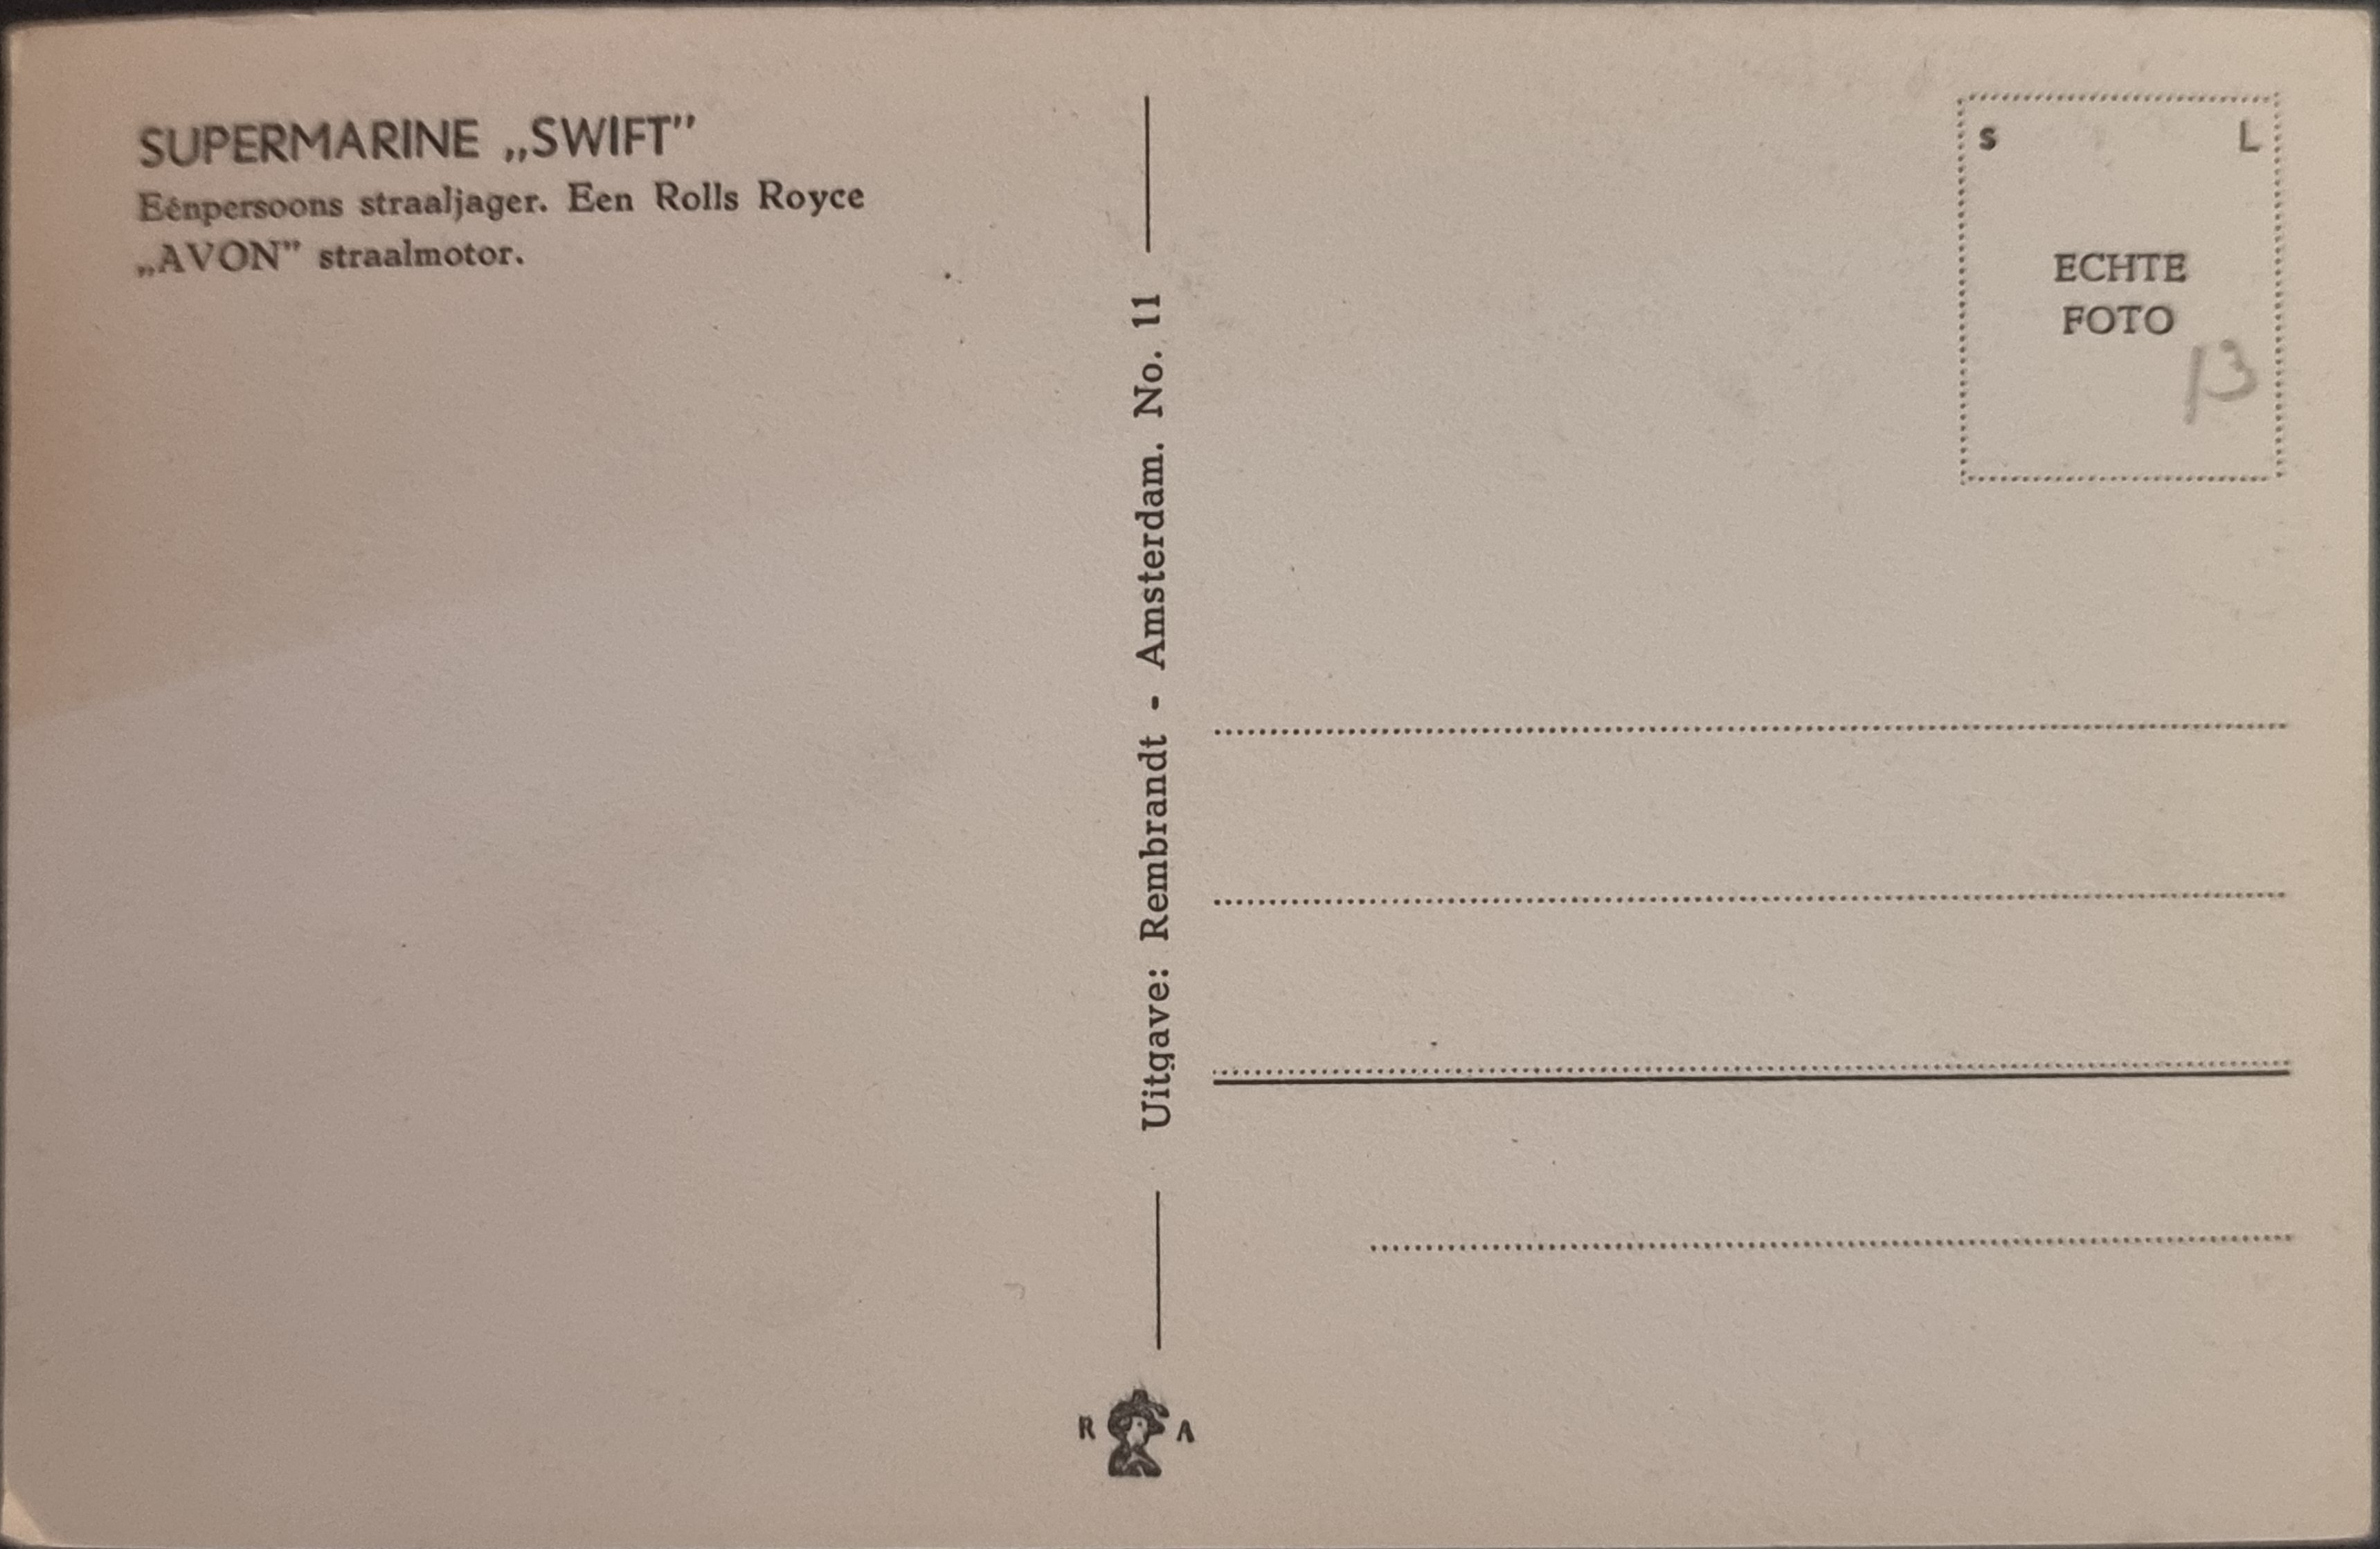 SUPERMARINE „SWIFT”
Eénpersoons straaljager. Een Rolls Royce
„AVON” straalmotor.
Uitgave: Rembrandt - Amsterdam. No. 11
R A
S L
ECHTE
FOTO
13